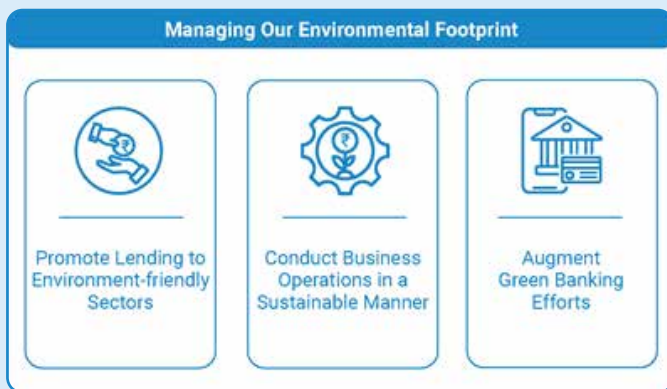 Managing Our Environmental Footprint
₹
Promote Lending to
Environment-friendly
Sectors
₹
Conduct Business
Operations in a
Sustainable Manner
Augment
Green Banking
Efforts